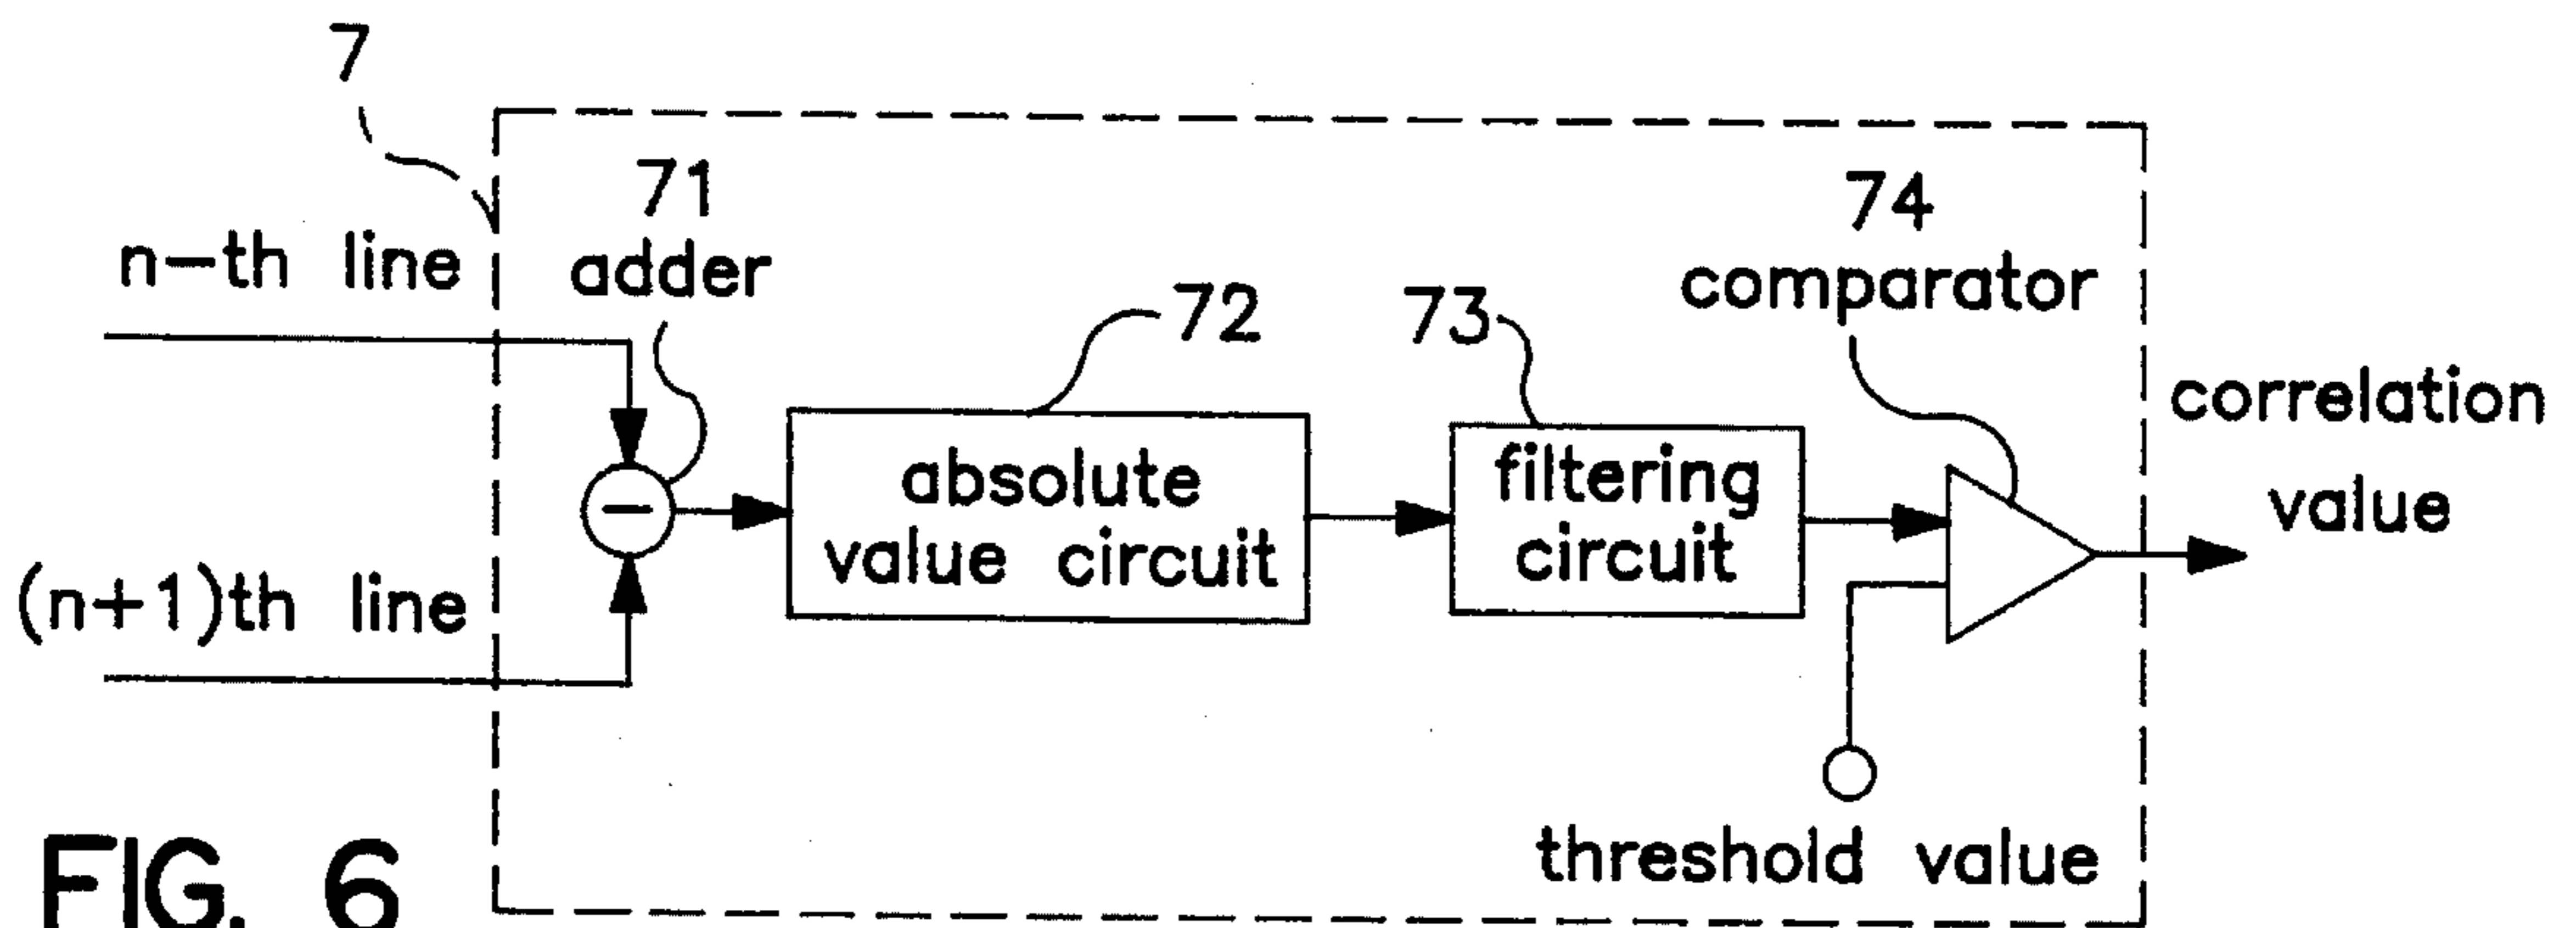 7
71
adder
n-th line
72
73
74
comparator
correlation
value
absolute
value circuit
filtering
circuit
−
(n+1)th line
threshold value
FIG. 6